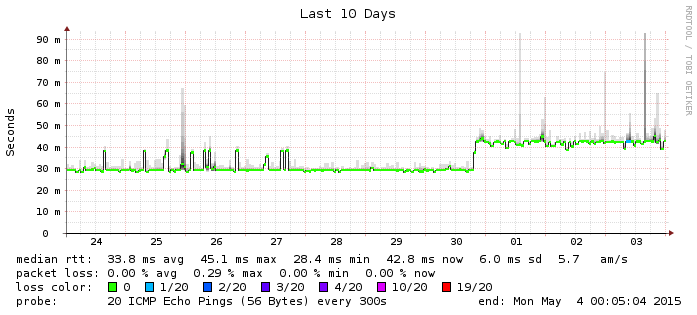 Last 10 Days
RRDTOOL / TOBI OETIKER
Seconds
90 m
80 m
70 m
60 m
50 m
40 m
30 m
20 m
10 m
0
24 25 26 27 28 29 30 01 02 03
median rtt: 33.8 ms avg 45.1 ms max 28.4 ms min 42.8 ms now 6.0 ms sd 5.7 am/s
packet loss: 0.00 % avg 0.29 % max 0.00 % min 0.00 % now
loss color: 0 1/20 2/20 3/20 4/20 10/20 19/20
probe: 20 ICMP Echo Pings (56 Bytes) every 300s end: Mon May 4 00:05:04 2015